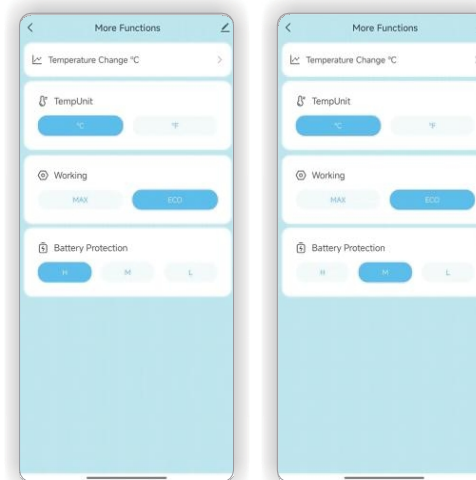 More Functions
Temperature Change °C
TempUnit
°C °F
Working
MAX ECO
Battery Protection
H M L
More Functions
Temperature Change °C
TempUnit
°C °F
Working
MAX ECO
Battery Protection
H M L